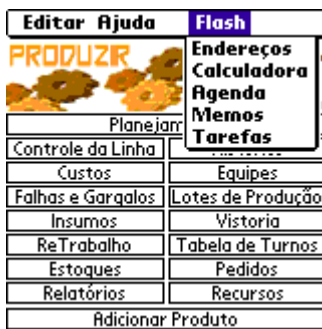 Editar Ajuda Flash
PRODUZIR
Endereços
Calculadora
Agenda
Memos
Tarefas
Controle da Linha
Custos Equipes
Falhas e Gargalos Lotes de Produção
Insumos Vistoria
ReTrabalho Tabela de Turnos
Estoques Pedidos
Relatórios Recursos
Adicionar Produto